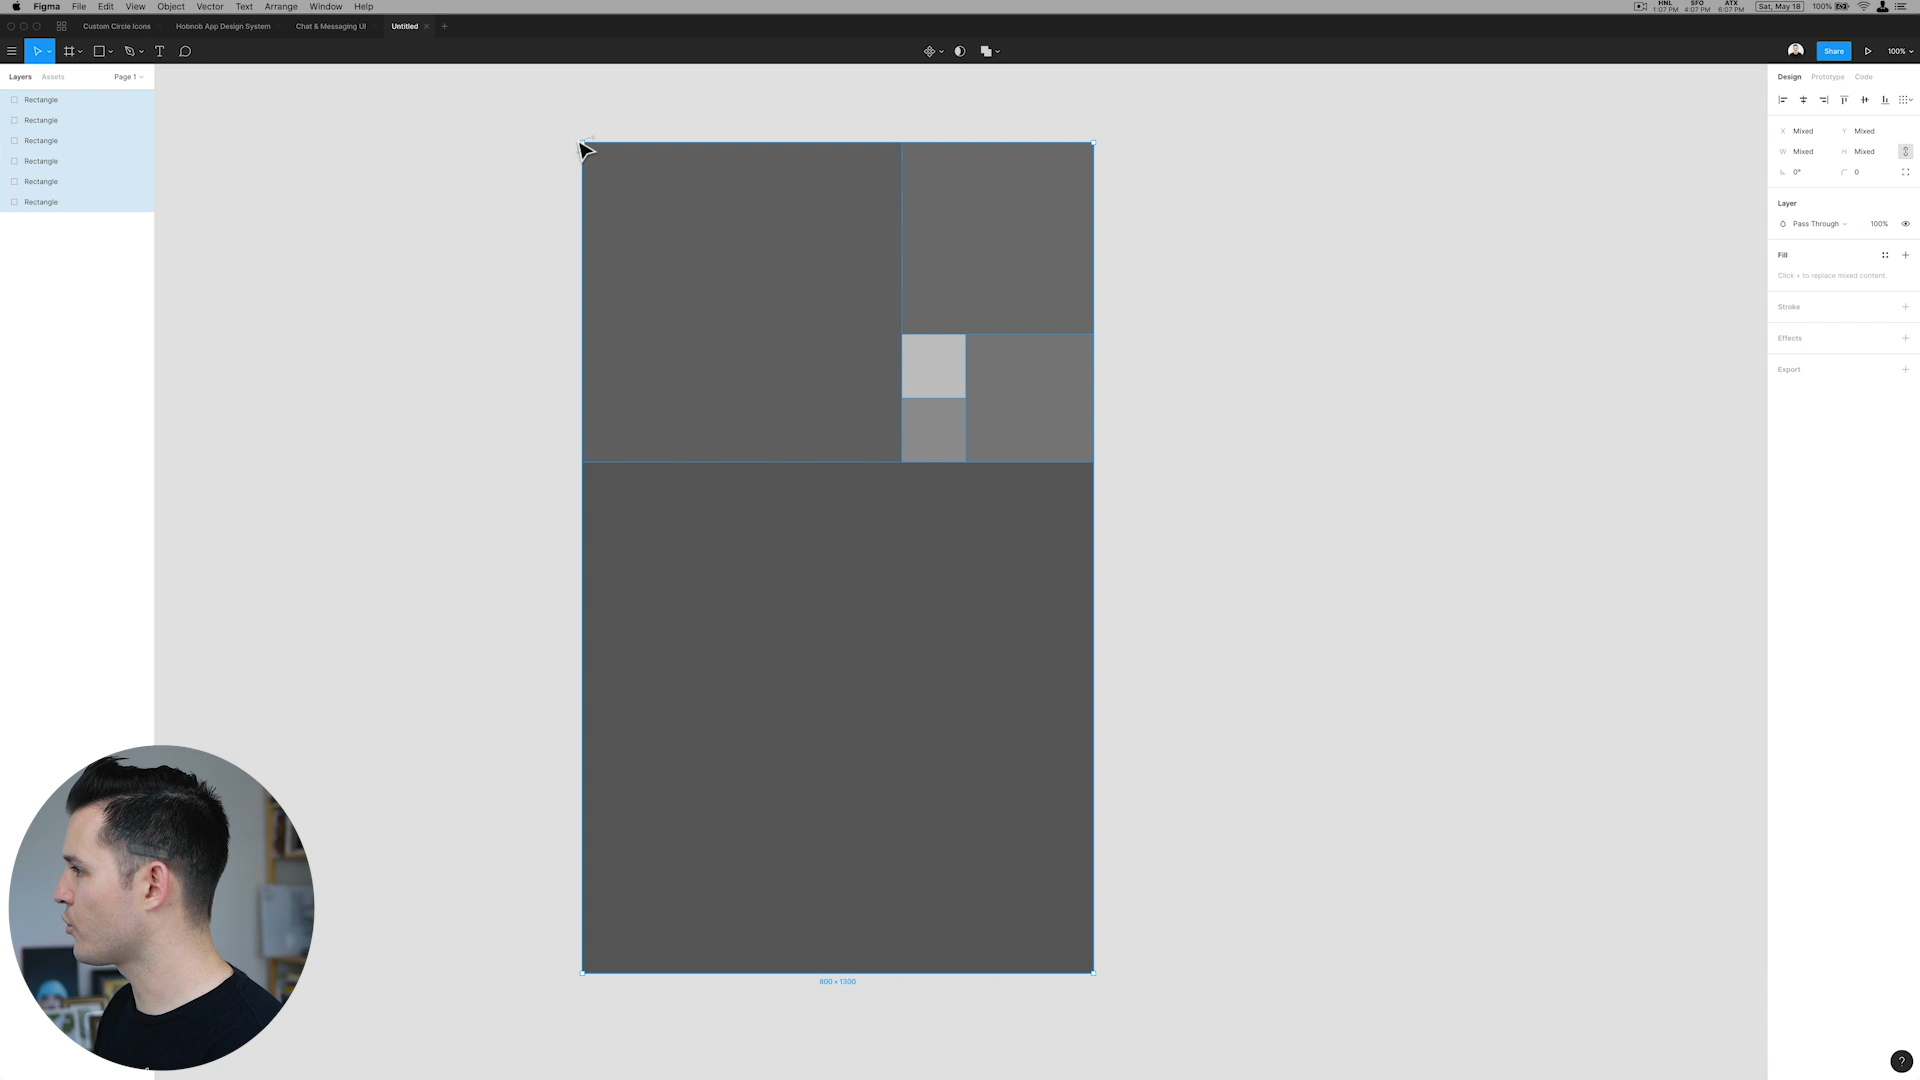 Figma File Edit View Object Vector Text Arrange Window Help
HNL 1:07 PM SFO 4:07 PM ATX 6:07 PM Sat, May 18 100%
Custom Circle Icons Hobnob App Design System Chat & Messaging UI Untitled
Share 100%
Layers Assets Page 1
Rectangle
Rectangle
Rectangle
Rectangle
Rectangle
Rectangle
800 × 1300
Design Prototype Code
X Mixed Y Mixed
W Mixed H Mixed
0° 0
Layer
Pass Through 100%
Fill
Click + to replace mixed content.
Stroke
Effects
Export
?